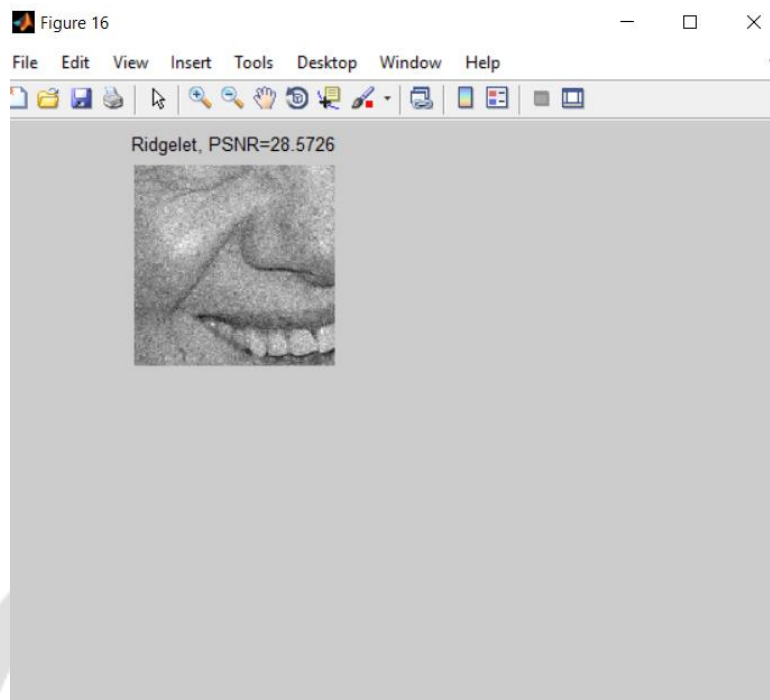 Figure 16
File Edit View Insert Tools Desktop Window Help
Ridgelet, PSNR=28.5726